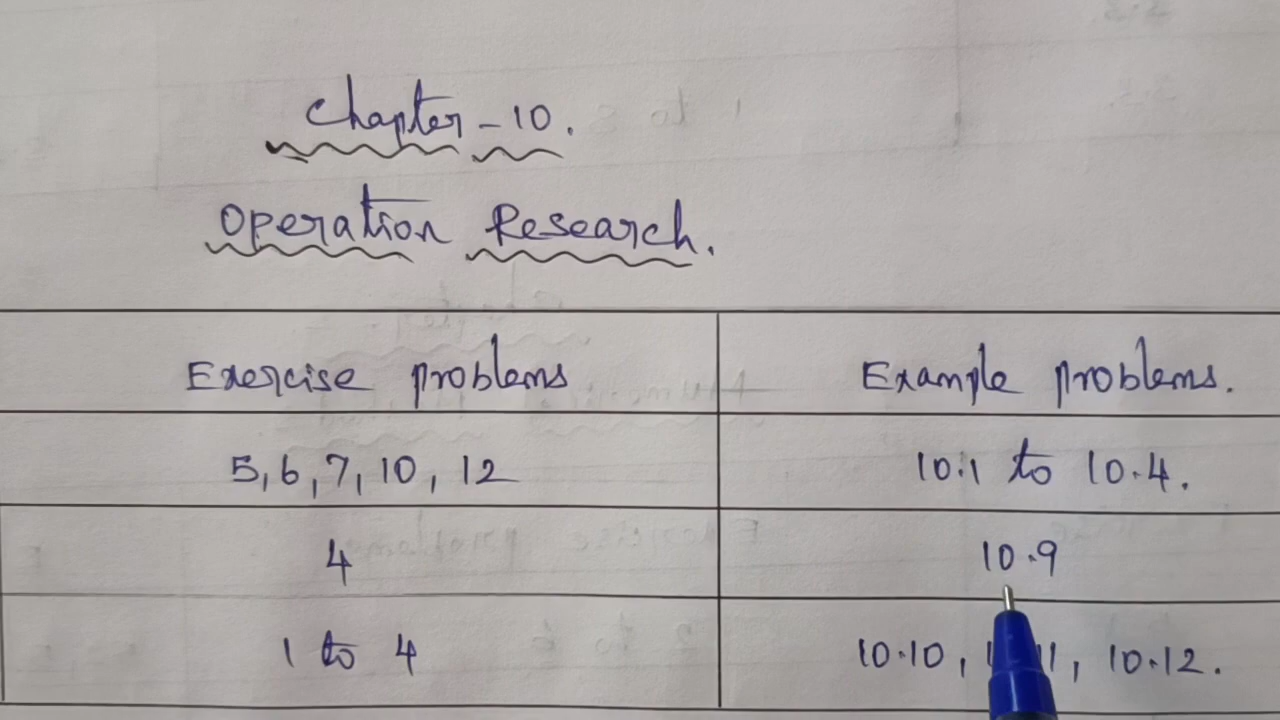 Chapter - 10.
Operation Research.
Exercise problems Example problems.
5, 6, 7, 10, 12 10.1 to 10.4.
4 10.9
1 to 4 10.10, 10.12.